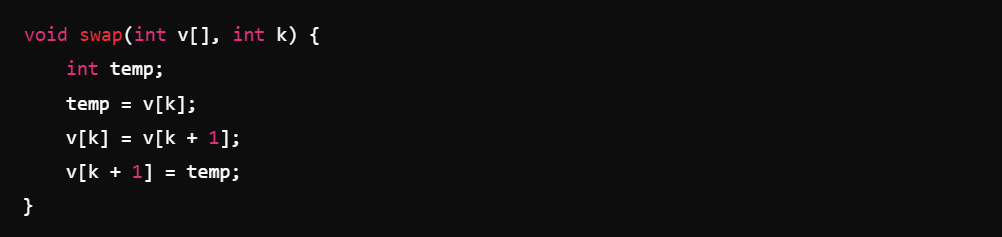 void swap(int v[], int k) {
    int temp;
    temp = v[k];
    v[k] = v[k + 1];
    v[k + 1] = temp;
}